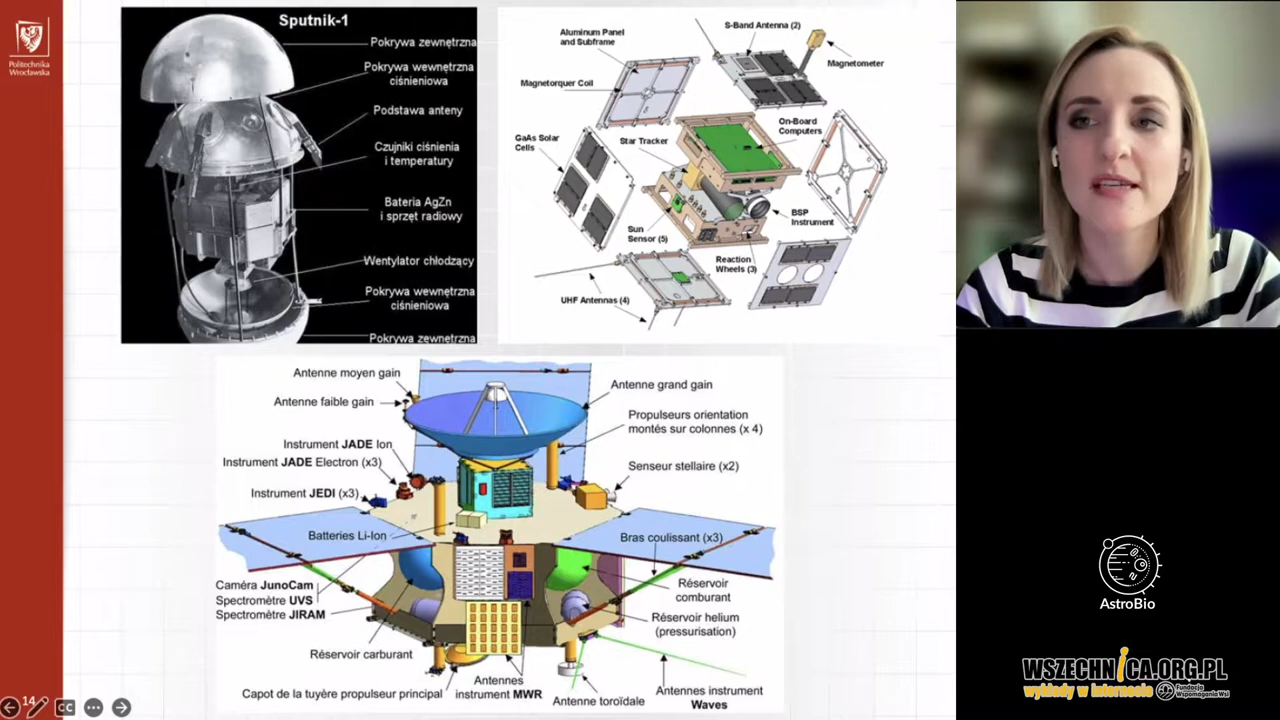 Politechnika
Wrocławska
Sputnik-1
Pokrywa zewnętrzna
Pokrywa wewnętrzna
ciśnieniowa
Podstawa anteny
Czujniki ciśnienia
i temperatury
Bateria AgZn
i sprzęt radiowy
Wentylator chłodzący
Pokrywa wewnętrzna
ciśnieniowa
Pokrywa zewnętrzna
S-Band Antenna (2)
Aluminum Panel
and Subframe
Magnetometer
Magnetorquer Coil
On-Board
Computers
GaAs Solar
Cells
Star Tracker
BSP
Instrument
Sun
Sensor (5)
Reaction
Wheels (3)
UHF Antennas (4)
Antenne moyen gain
Antenne grand gain
Antenne faible gain
Propulseurs orientation
montés sur colonnes (x 4)
Instrument JADE Ion
Instrument JADE Electron (x3)
Senseur stellaire (x2)
Instrument JEDI (x3)
Batteries Li-Ion
Bras coulissant (x3)
Caméra JunoCam
Spectromètre UVS
Spectromètre JIRAM
Réservoir
comburant
Réservoir helium
(pressurisation)
Réservoir carburant
Antennes
instrument MWR
Capot de la tuyère propulseur principal
Antenne toroïdale
Antennes instrument
Waves
14
CC
AstroBio
WSZECHNICA.ORG.PL
wykłady w internecie
Fundacja
Wspomagania Wsi